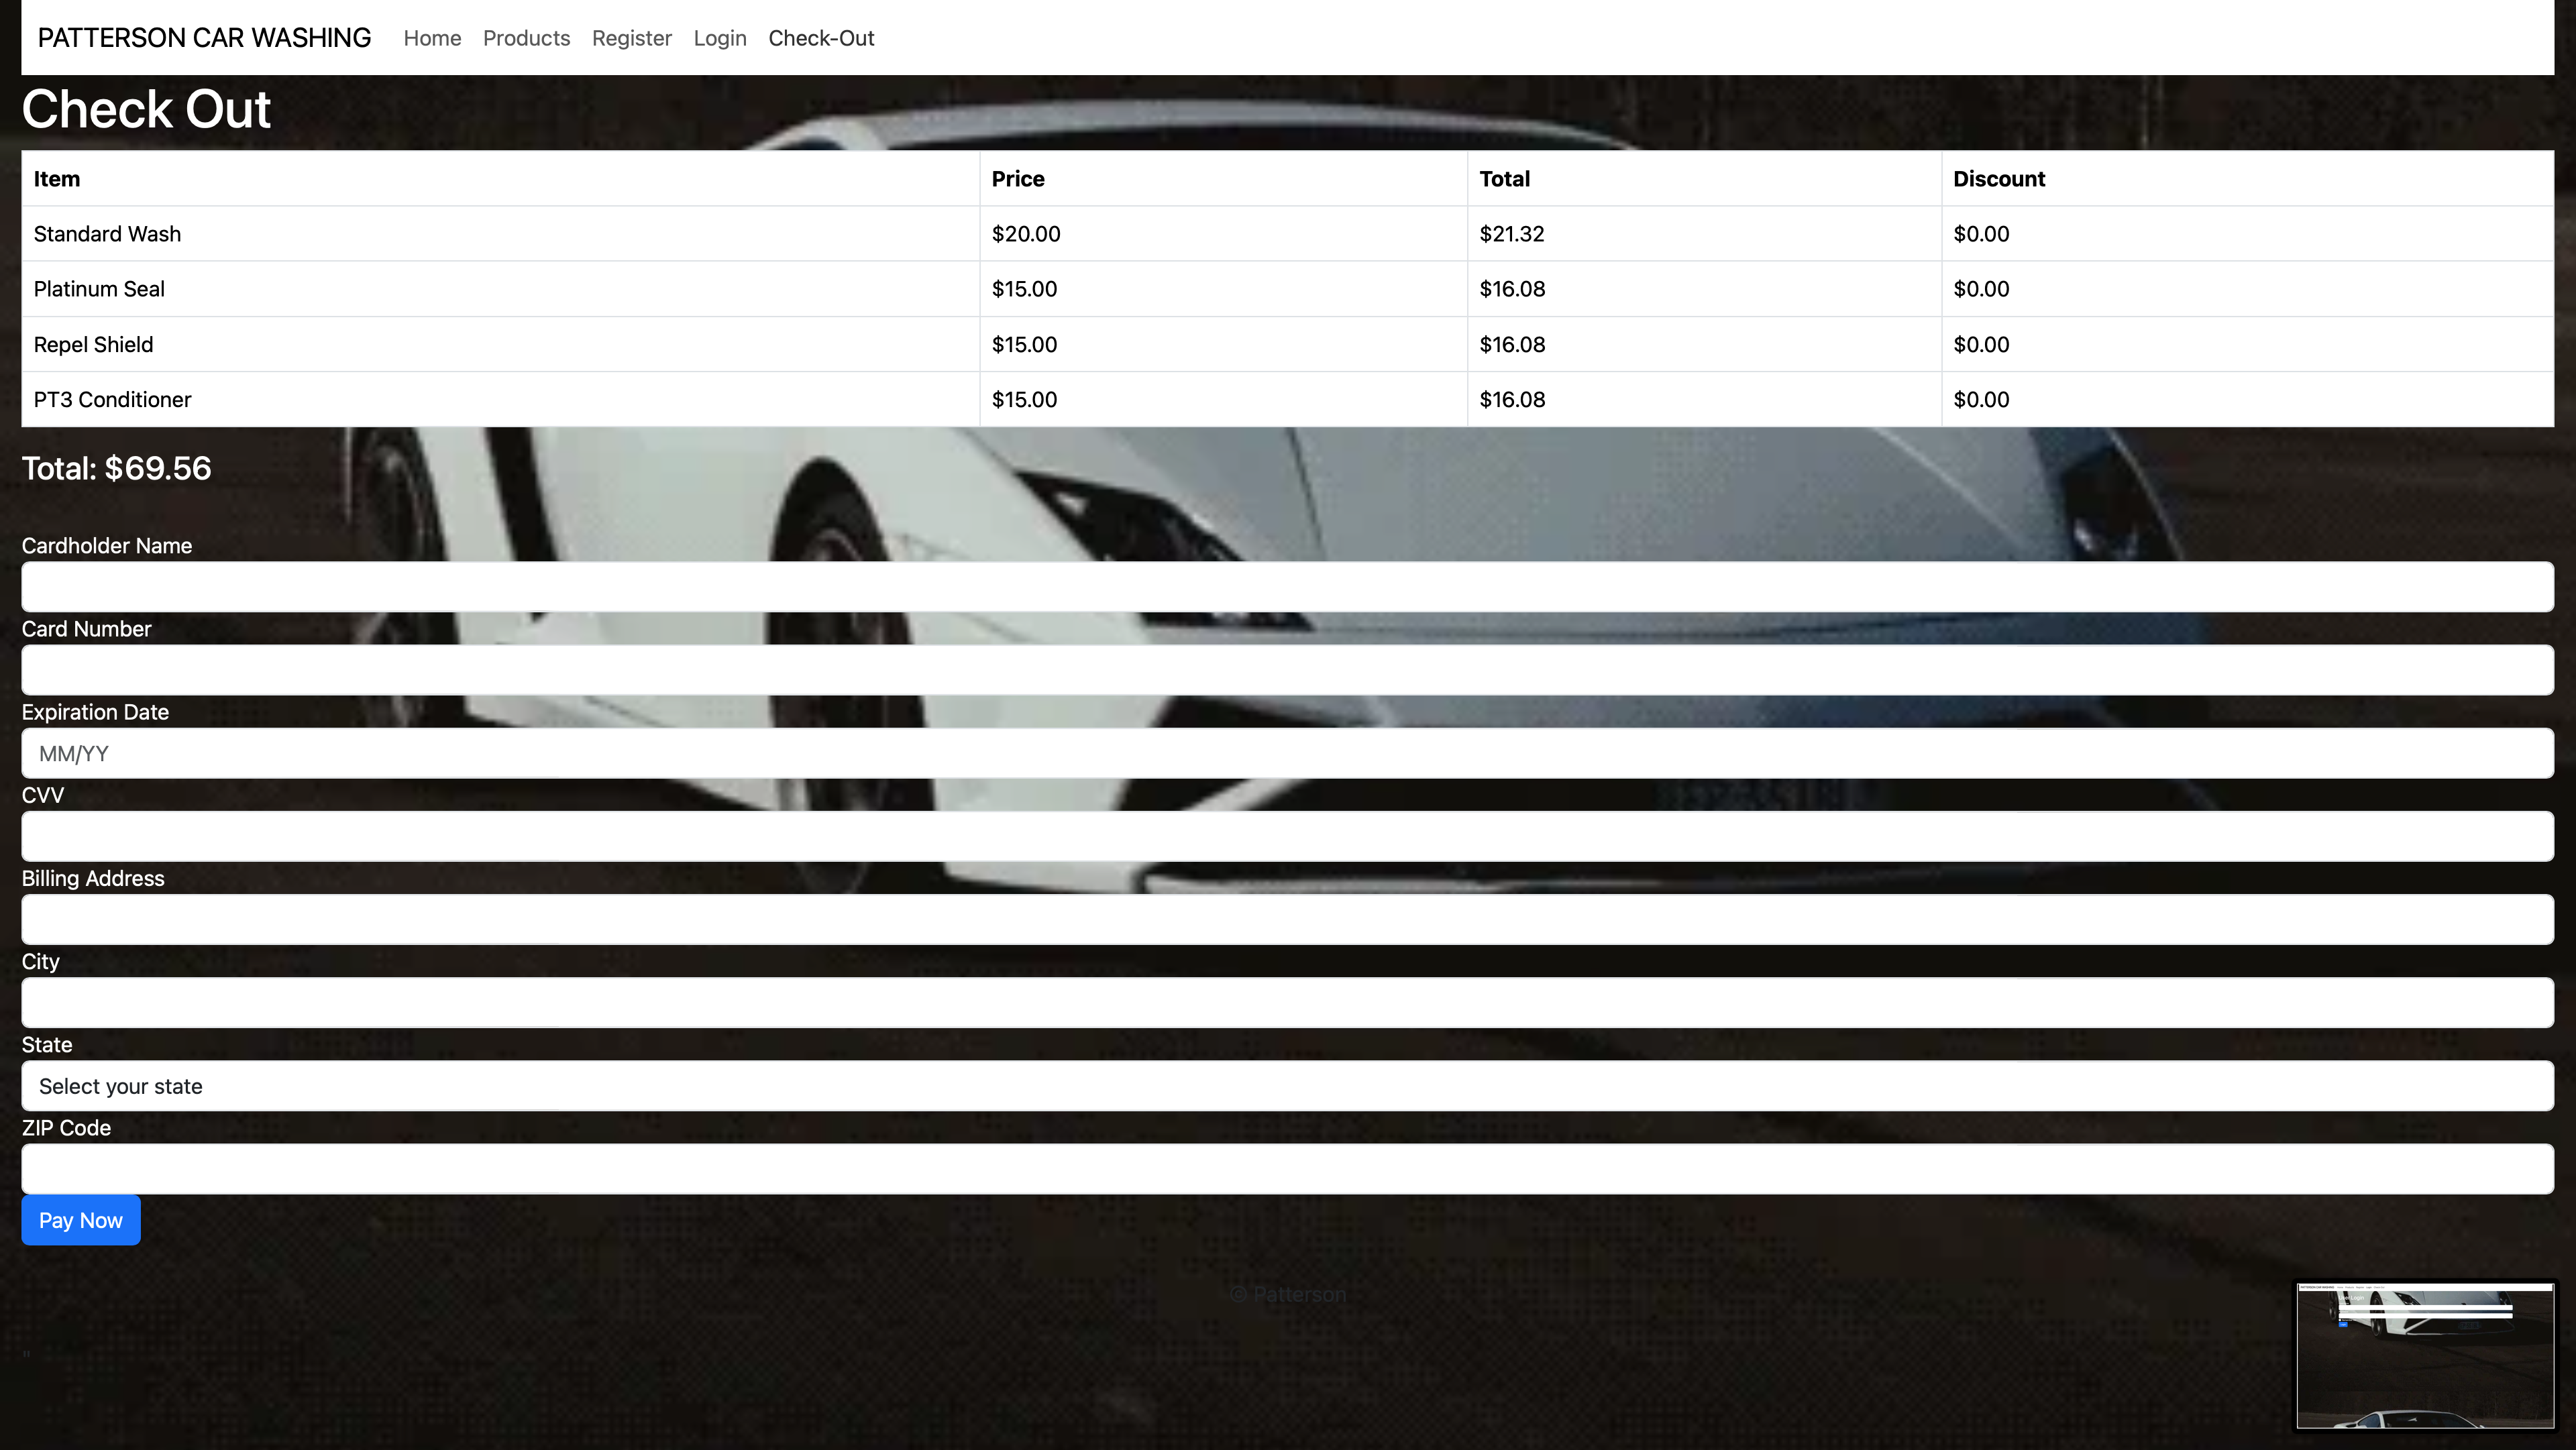 PATTERSON CAR WASHING Home Products Register Login Check-Out
Check Out
Item Price Total Discount
Standard Wash $20.00 $21.32 $0.00
Platinum Seal $15.00 $16.08 $0.00
Repel Shield $15.00 $16.08 $0.00
PT3 Conditioner $15.00 $16.08 $0.00
Total: $69.56
Cardholder Name
Card Number
Expiration Date
MM/YY
CVV
Billing Address
City
State
Select your state
ZIP Code
Pay Now
© Patterson
"